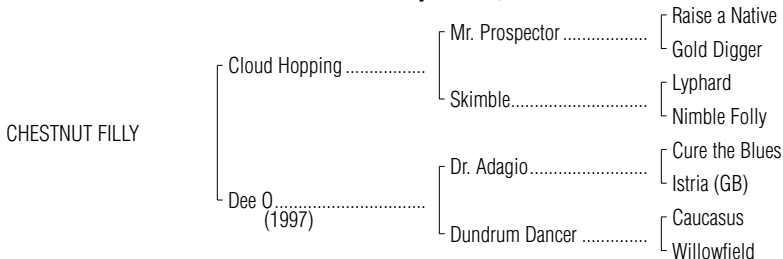 Raise a Native
Mr. Prospector ..................
Gold Digger
Cloud Hopping .................
Lyphard
Skimble.............................
Nimble Folly
CHESTNUT FILLY
Cure the Blues
Dr. Adagio.........................
Istria (GB)
Dee O................................
(1997)
Caucasus
Dundrum Dancer ..............
Willowfield